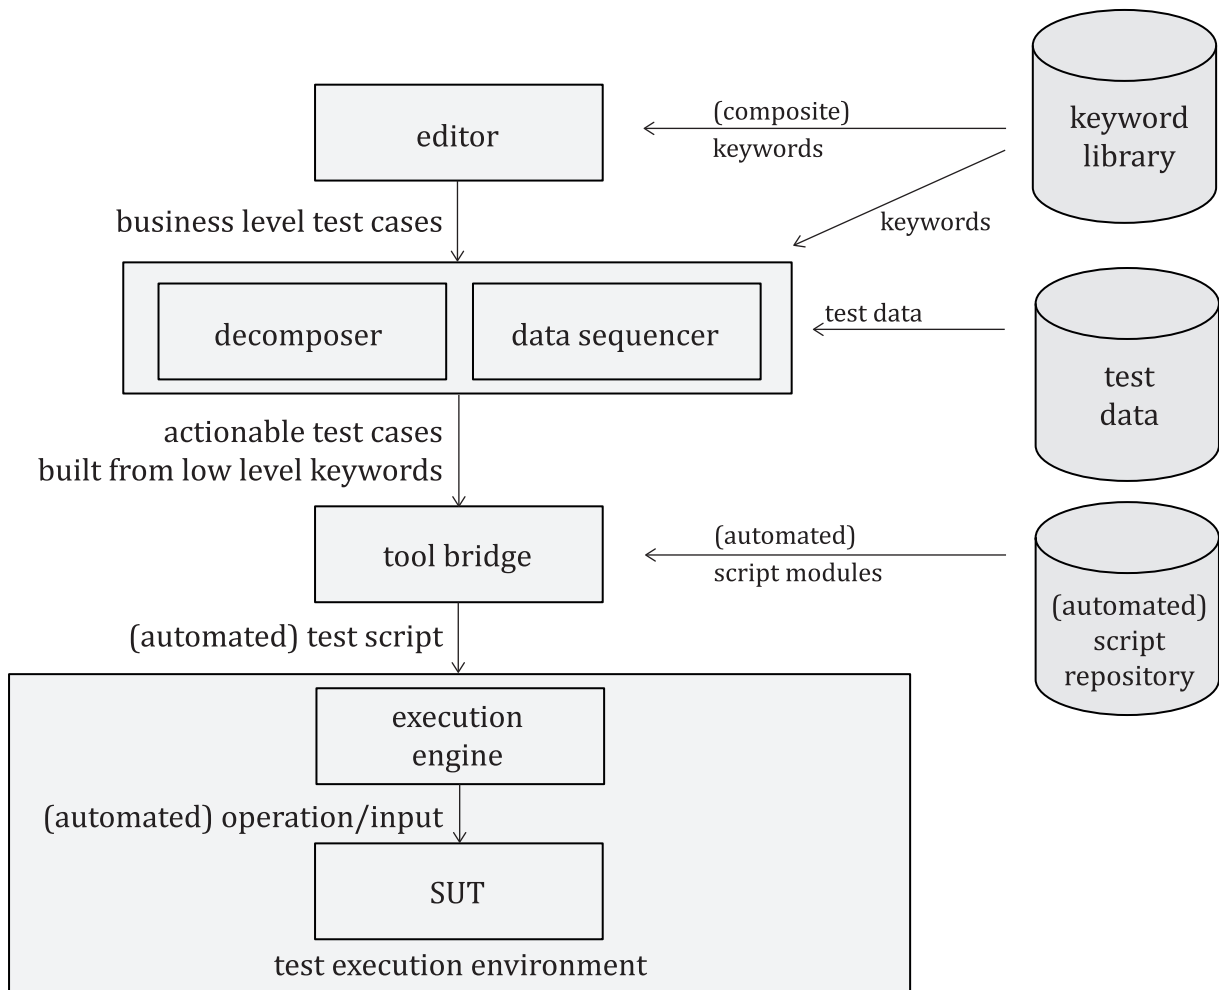 editor
(composite)
keywords
keyword
library
business level test cases
keywords
decomposer
data sequencer
test data
test
data
actionable test cases
built from low level keywords
tool bridge
(automated)
script modules
(automated)
script
repository
(automated) test script
execution
engine
(automated) operation/input
SUT
test execution environment